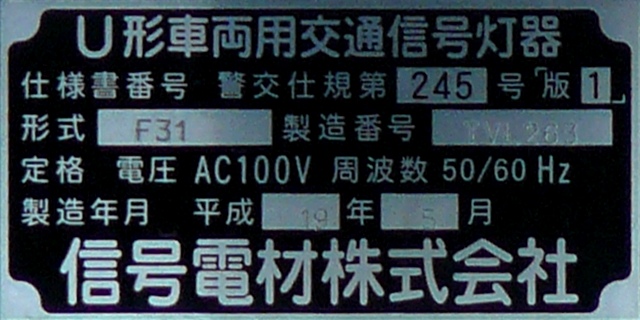 U形車両用交通信号灯器
仕様書番号 警交仕規第 245 号「版 1」
形式 F31 製造番号 TVL263
定格 電圧 AC100V 周波数 50/60 Hz
製造年月 平成 19 年 5 月
信号電材株式会社